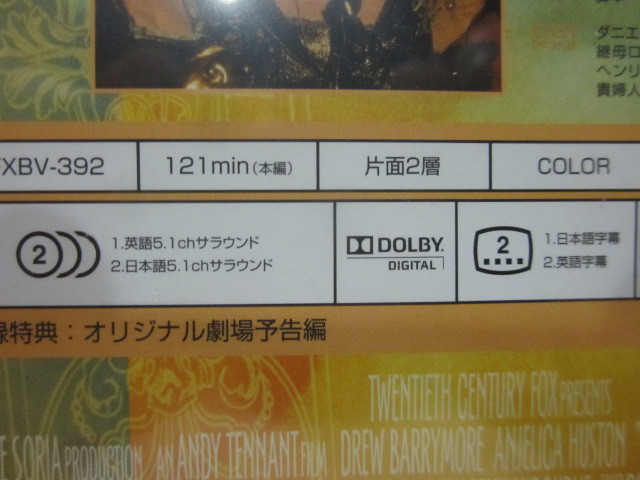 ダニエ
継母ロ
ヘンリ
貴婦人
FXBV-392
121min(本編)
片面2層
COLOR
2
1.英語5.1chサラウンド
2.日本語5.1chサラウンド
DOLBY
DIGITAL
2
1.日本語字幕
2.英語字幕
録特典:オリジナル劇場予告編
TWENTIETH CENTURY FOX PRESENTS
E SORIA PRODUCTION AN ANDY TENNANT FILM DREW BARRYMORE ANJELICA HUSTON